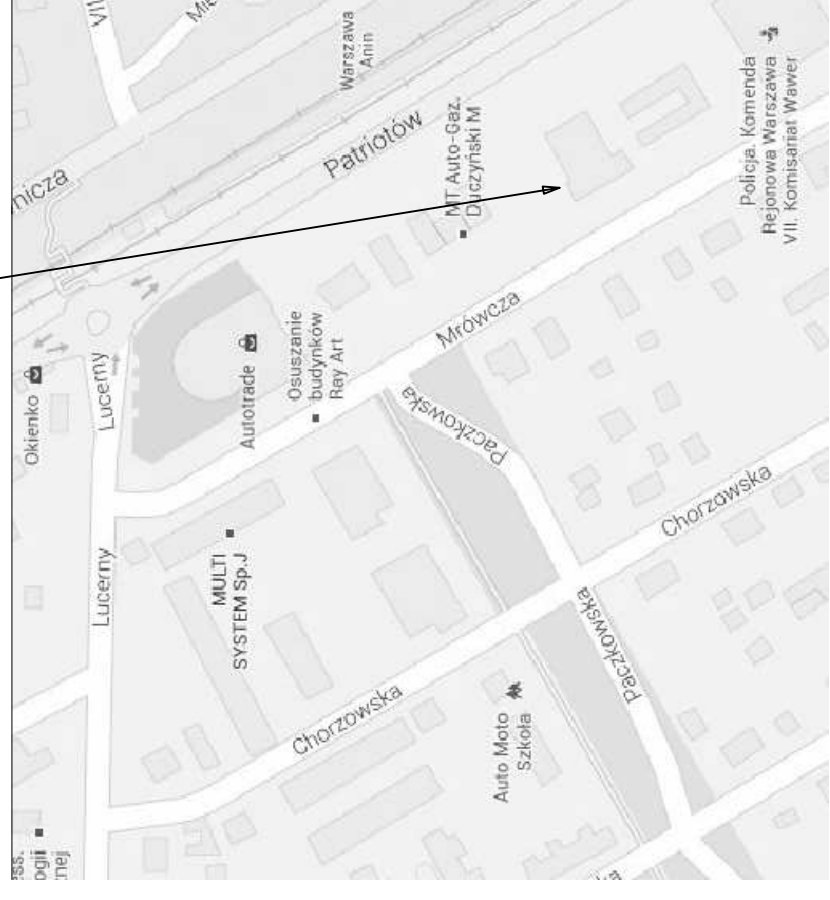 Warszawa
Anin
Patriotów
MT Auto-Gaz.
Duczyński M
Policja. Komenda
Rejonowa Warszawa
VII. Komisariat Wawer
Mrówcza
Lucerny
Okienko
Autotrade
Osuszanie
budynków
Ray Art
Paczkowska
Chorzowska
Lucerny
MULTI
SYSTEM Sp.J
Paczkowska
Chorzowska
Auto Moto
Szkoła